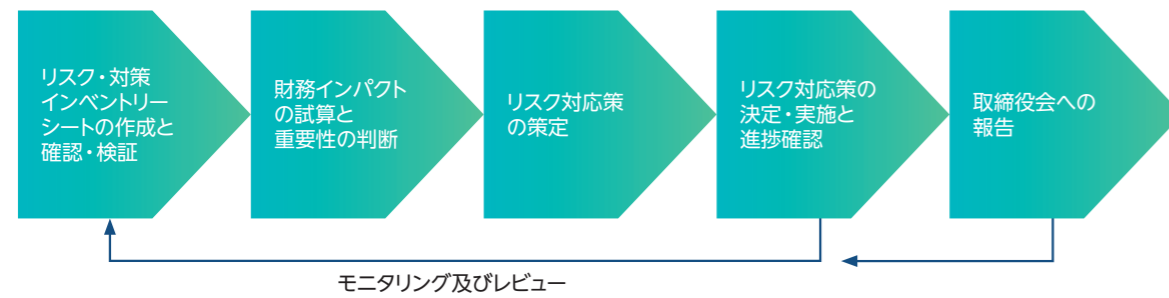 リスク・対策
インベントリー
シートの作成と
確認・検証
財務インパクト
の試算と
重要性の判断
リスク対応策
の策定
リスク対応策の
決定・実施と
進捗確認
取締役会への
報告
モニタリング及びレビュー